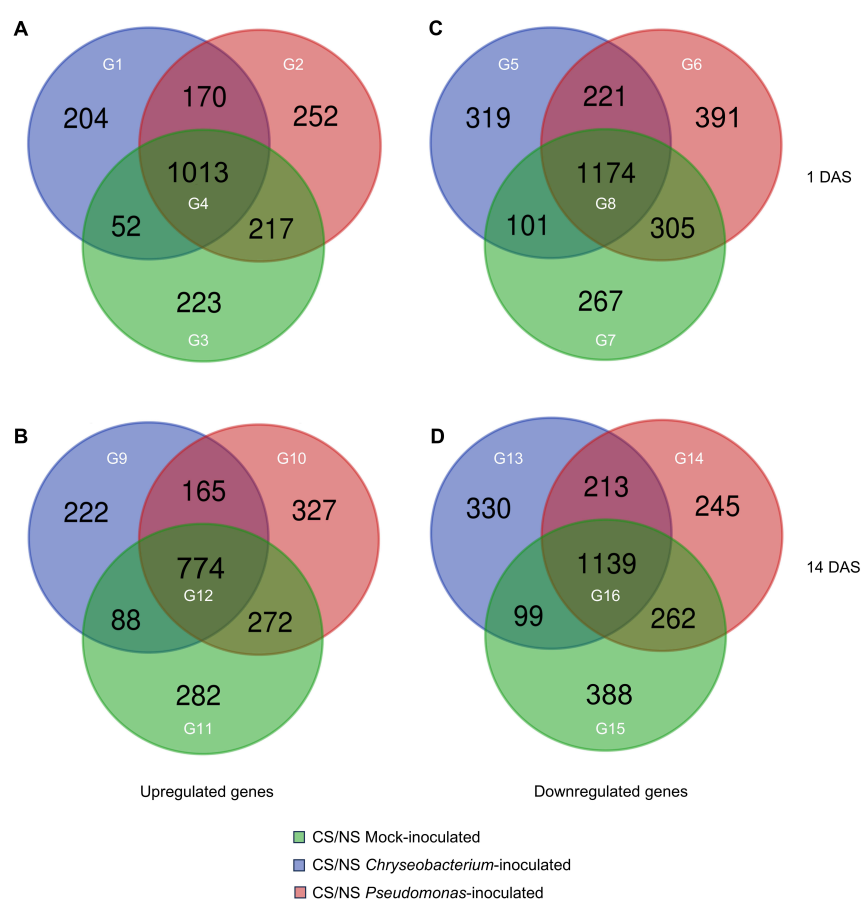 A
C
G1
G2
G5
G6
170
221
204
252
319
391
1013
1174
1 DAS
G4
G8
52
217
101
305
223
267
G3
G7
B
D
G9
G10
G13
G14
165
213
222
327
330
245
774
1139
14 DAS
G12
G16
88
272
99
262
282
388
G11
G15
Upregulated genes
Downregulated genes
CS/NS Mock-inoculated
CS/NS Chryseobacterium-inoculated
CS/NS Pseudomonas-inoculated